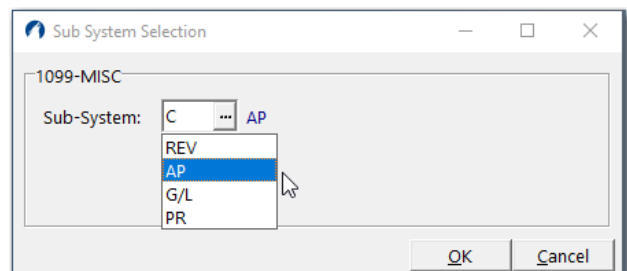 Sub System Selection
1099-MISC
Sub-System: C ... AP
REV
AP
G/L
PR
OK Cancel